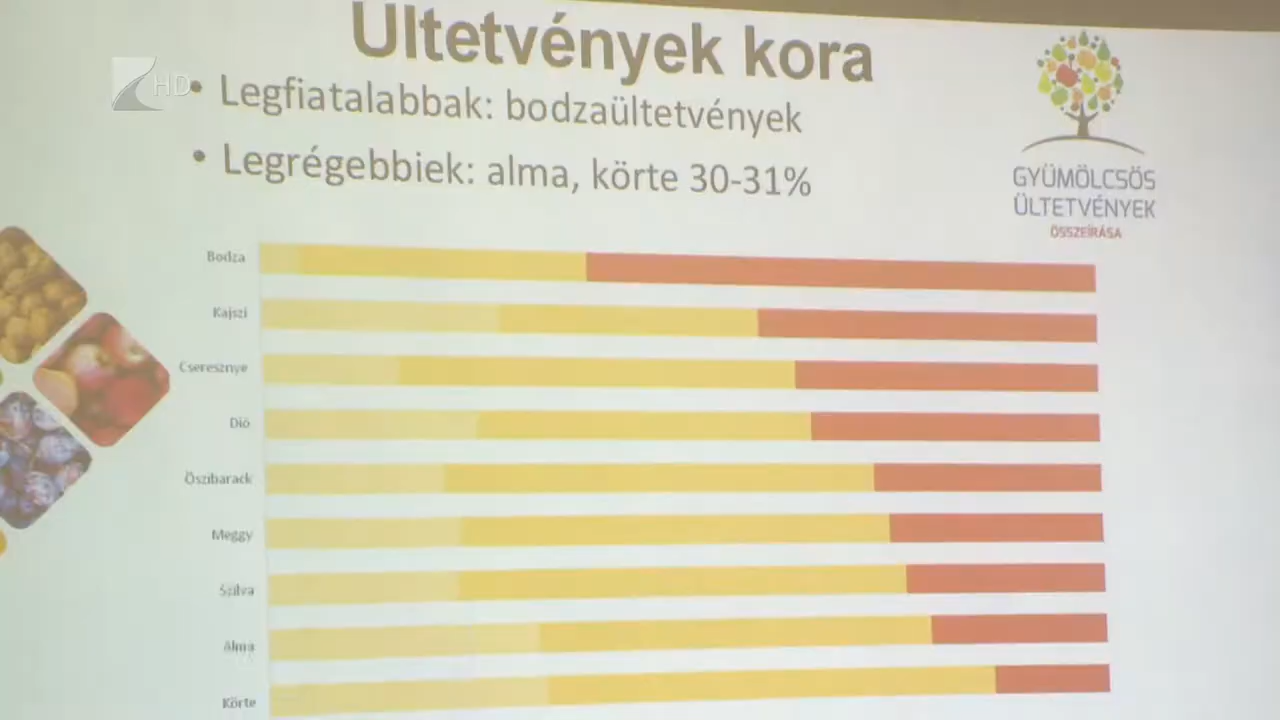 Ültetvények kora
HD
• Legfiatalabbak: bodzaültetvények
• Legrégebbiek: alma, körte 30-31%
GYÜMÖLCSÖS
ÜLTETVÉNYEK
ÖSSZEÍRÁSA
Bodza
Kajszi
Cseresznye
Dió
Őszibarack
Meggy
Szilva
Alma
Körte